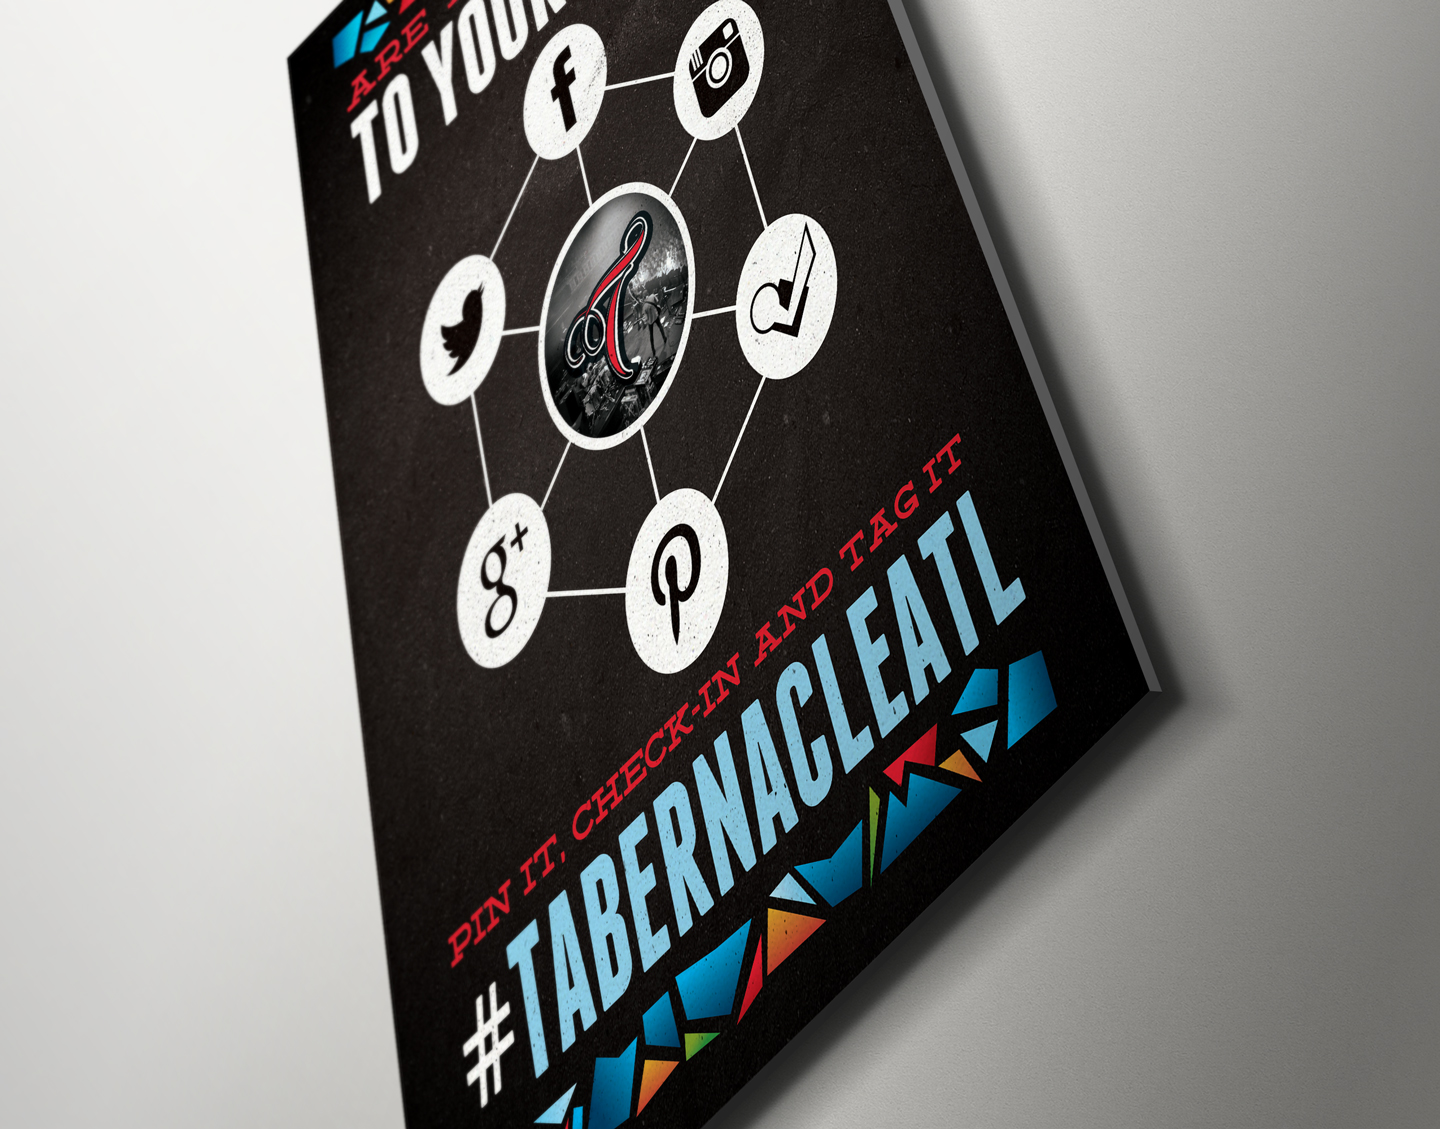 ARE
TO YOUR
f
g+
PIN IT, CHECK-IN AND TAG IT
#TABERNACLEATL